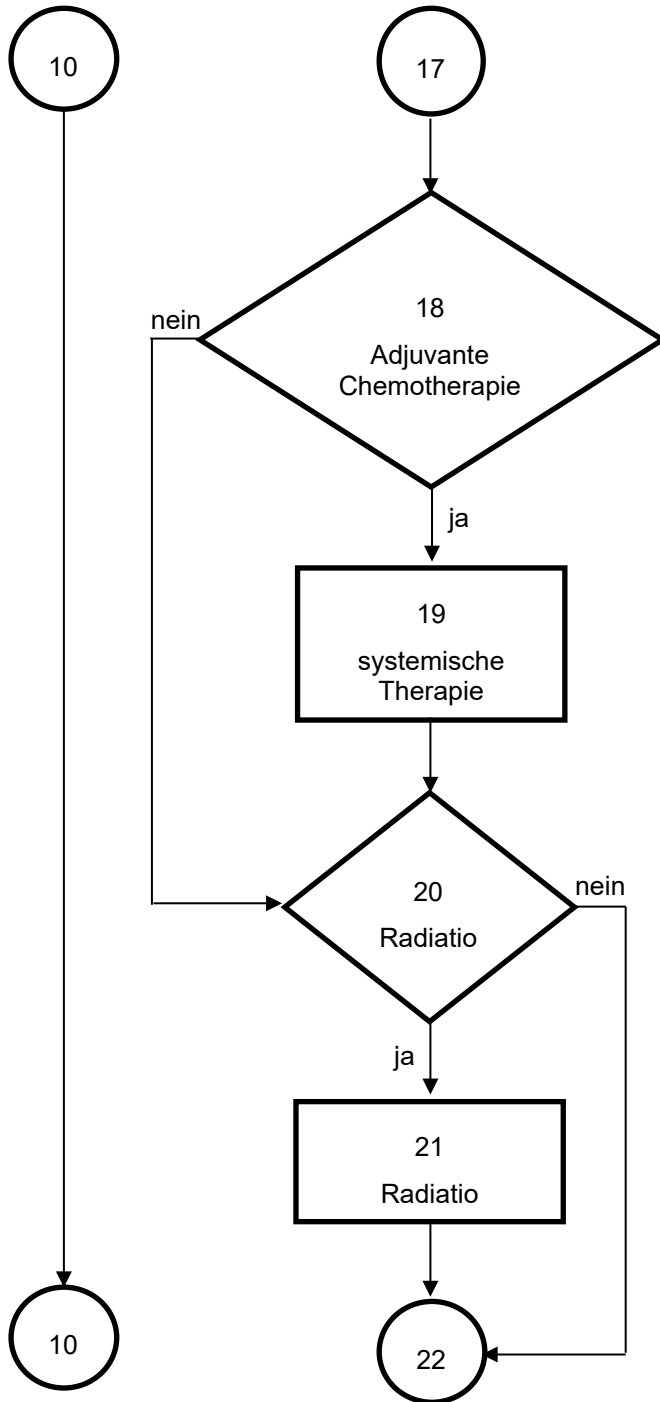 10
17
18
nein
Adjuvante
Chemotherapie
ja
19
systemische
Therapie
20
nein
Radiatio
ja
21
Radiatio
10
22